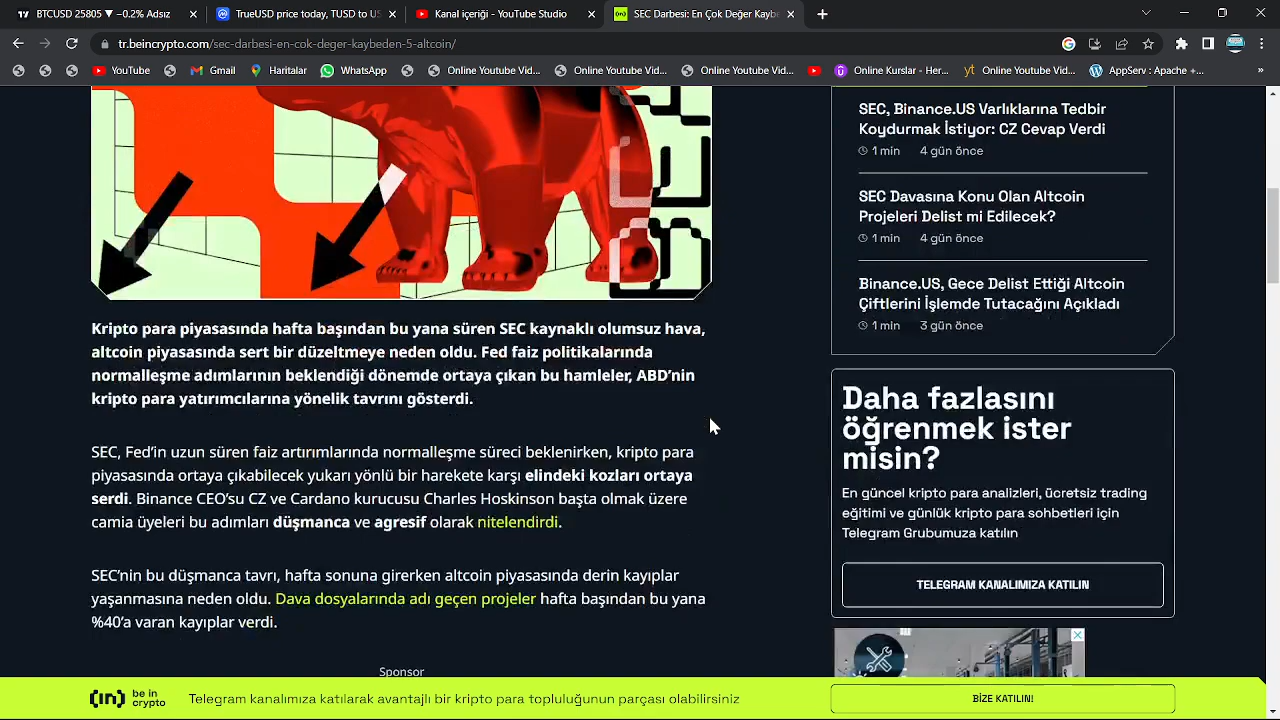 BTCUSD 25805 ▼ −0.2% Adsız
TrueUSD price today, TUSD to US
Kanal içeriği - YouTube Studio
SEC Darbesi: En Çok Değer Kaybe
tr.beincrypto.com/sec-darbesi-en-cok-deger-kaybeden-5-altcoin/
YouTube
Gmail
Haritalar
WhatsApp
Online Youtube Vid...
Online Youtube Vid...
Online Youtube Vid...
Online Kurslar - Her...
Online Youtube Vid...
AppServ : Apache +...
»
Kripto para piyasasında hafta başından bu yana süren SEC kaynaklı olumsuz hava,
altcoin piyasasında sert bir düzeltmeye neden oldu. Fed faiz politikalarında
normalleşme adımlarının beklendiği dönemde ortaya çıkan bu hamleler, ABD’nin
kripto para yatırımcılarına yönelik tavrını gösterdi.
SEC, Fed’in uzun süren faiz artırımlarında normalleşme süreci beklenirken, kripto para
piyasasında ortaya çıkabilecek yukarı yönlü bir harekete karşı elindeki kozları ortaya
serdi. Binance CEO’su CZ ve Cardano kurucusu Charles Hoskinson başta olmak üzere
camia üyeleri bu adımları düşmanca ve agresif olarak nitelendirdi.
SEC’nin bu düşmanca tavrı, hafta sonuna girerken altcoin piyasasında derin kayıplar
yaşanmasına neden oldu. Dava dosyalarında adı geçen projeler hafta başından bu yana
%40’a varan kayıplar verdi.
Sponsor
SEC, Binance.US Varlıklarına Tedbir
Koydurmak İstiyor: CZ Cevap Verdi
1 min 4 gün önce
SEC Davasına Konu Olan Altcoin
Projeleri Delist mi Edilecek?
1 min 4 gün önce
Binance.US, Gece Delist Ettiği Altcoin
Çiftlerini İşlemde Tutacağını Açıkladı
1 min 3 gün önce
Daha fazlasını
öğrenmek ister
misin?
En güncel kripto para analizleri, ücretsiz trading
eğitimi ve günlük kripto para sohbetleri için
Telegram Grubumuza katılın
TELEGRAM KANALIMIZA KATILIN
be in
crypto
Telegram kanalımıza katılarak avantajlı bir kripto para topluluğunun parçası olabilirsiniz
BİZE KATILIN!